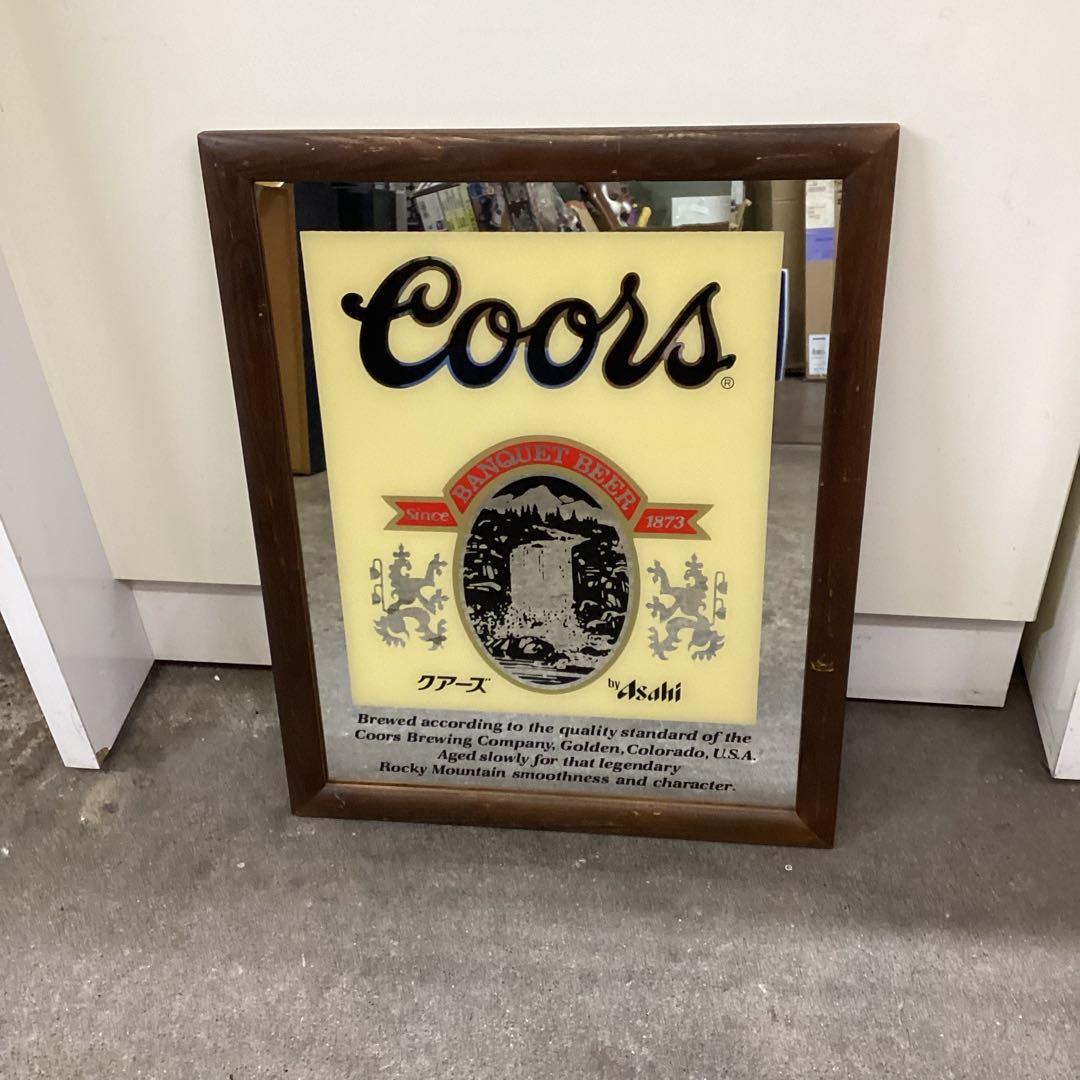 Coors®
BANQUET BEER
Since 1873
クアーズ by Asahi
Brewed according to the quality standard of the
Coors Brewing Company, Golden, Colorado, U.S.A.
Aged slowly for that legendary
Rocky Mountain smoothness and character.